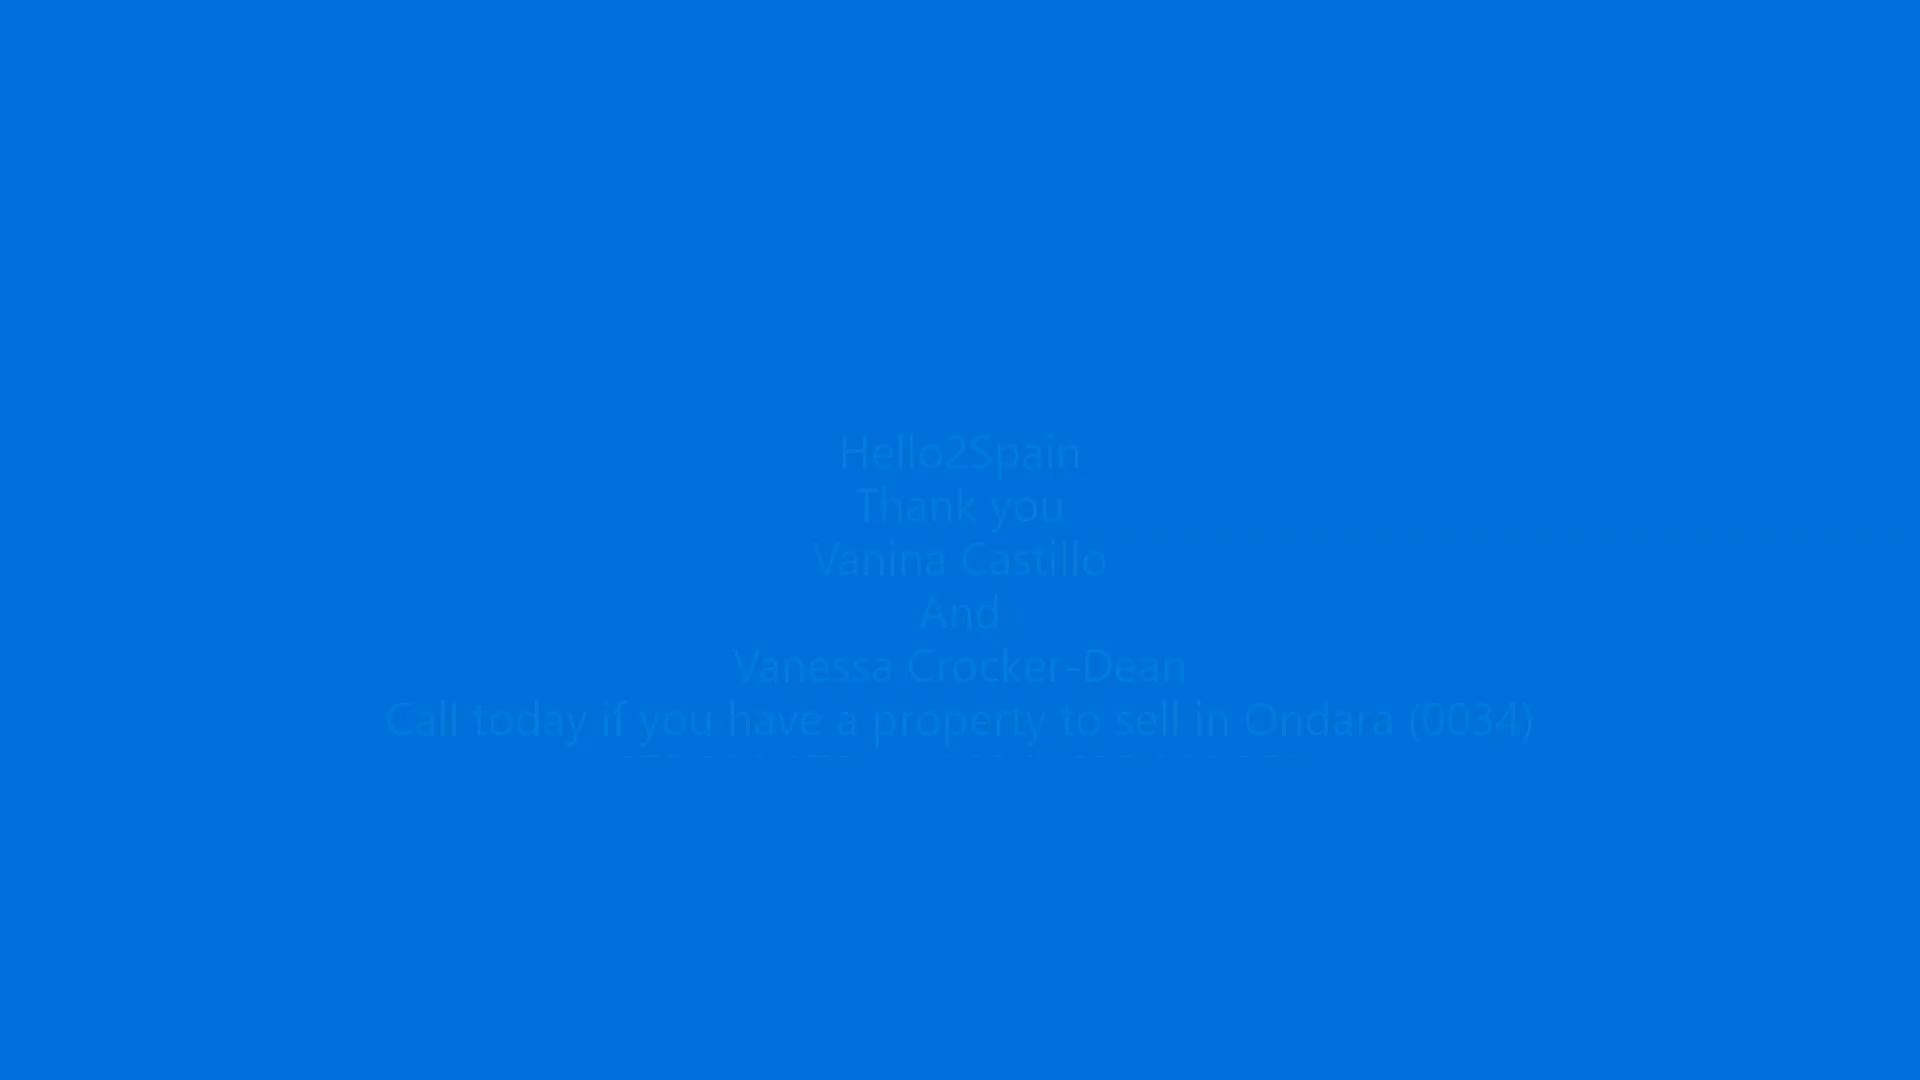 Hello2Spain
Thank you
Vanina Castillo
And
Vanessa Crocker-Dean
Call today if you have a property to sell in Ondara (0034)